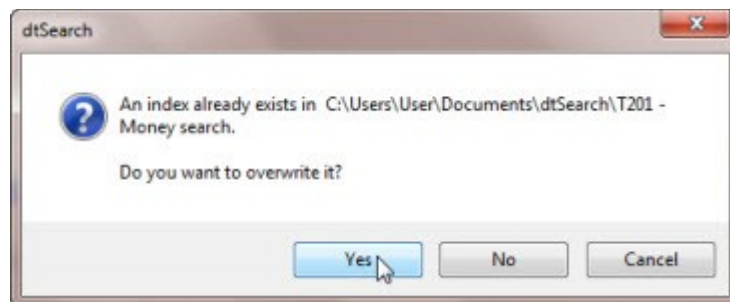 dtSearch
An index already exists in C:\Users\User\Documents\dtSearch\T201 -
Money search.
Do you want to overwrite it?
Yes
No
Cancel